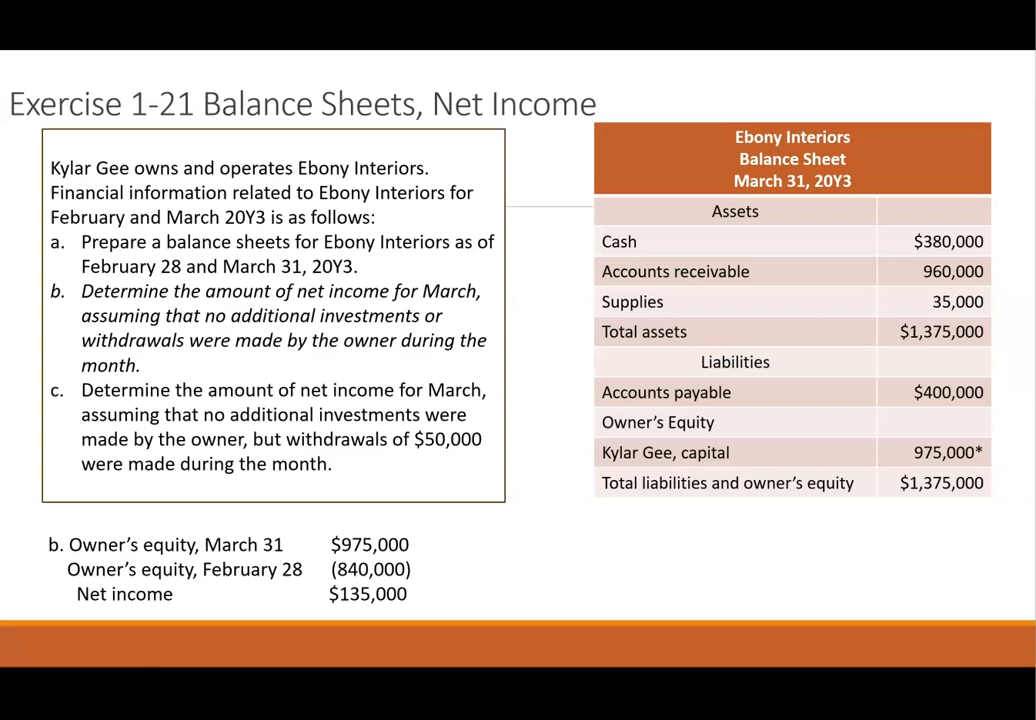 Exercise 1-21 Balance Sheets, Net Income
Kylar Gee owns and operates Ebony Interiors.
Financial information related to Ebony Interiors for
February and March 20Y3 is as follows:
a. Prepare a balance sheets for Ebony Interiors as of
February 28 and March 31, 20Y3.
b. Determine the amount of net income for March,
assuming that no additional investments or
withdrawals were made by the owner during the
month.
c. Determine the amount of net income for March,
assuming that no additional investments were
made by the owner, but withdrawals of $50,000
were made during the month.
Ebony Interiors
Balance Sheet
March 31, 20Y3
Assets
Cash $380,000
Accounts receivable 960,000
Supplies 35,000
Total assets $1,375,000
Liabilities
Accounts payable $400,000
Owner’s Equity
Kylar Gee, capital 975,000*
Total liabilities and owner’s equity $1,375,000
b. Owner’s equity, March 31 $975,000
Owner’s equity, February 28 (840,000)
Net income $135,000